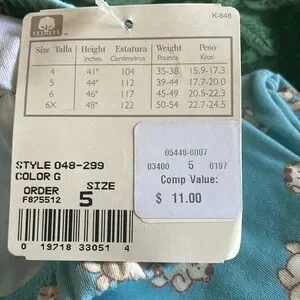 K-848
COTTON
Size Talla Height Estatura Weight Peso
Inches Centimetros Pounds Kilos
4 41" 104 35-38 15.9-17.3
5 44" 112 39-44 17.7-20.0
6 46" 117 45-49 20.5-22.3
6X 48" 122 50-54 22.7-24.5
STYLE 048-299
COLOR G
ORDER SIZE
F875512 5
0 19718 33051 4
05448-0007
03400 5 0197
Comp Value:
$ 11.00